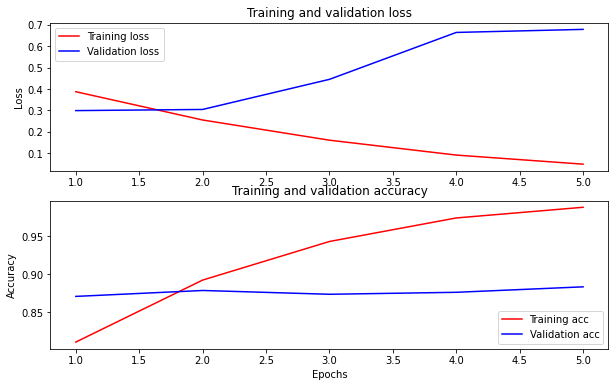 Training and validation loss
0.7
0.6
0.5
0.4
0.3
0.2
0.1
Loss
Training loss
Validation loss
1.0 1.5 2.0 2.5 3.0 3.5 4.0 4.5 5.0
Training and validation accuracy
0.95
0.90
0.85
Accuracy
Training acc
Validation acc
1.0 1.5 2.0 2.5 3.0 3.5 4.0 4.5 5.0
Epochs